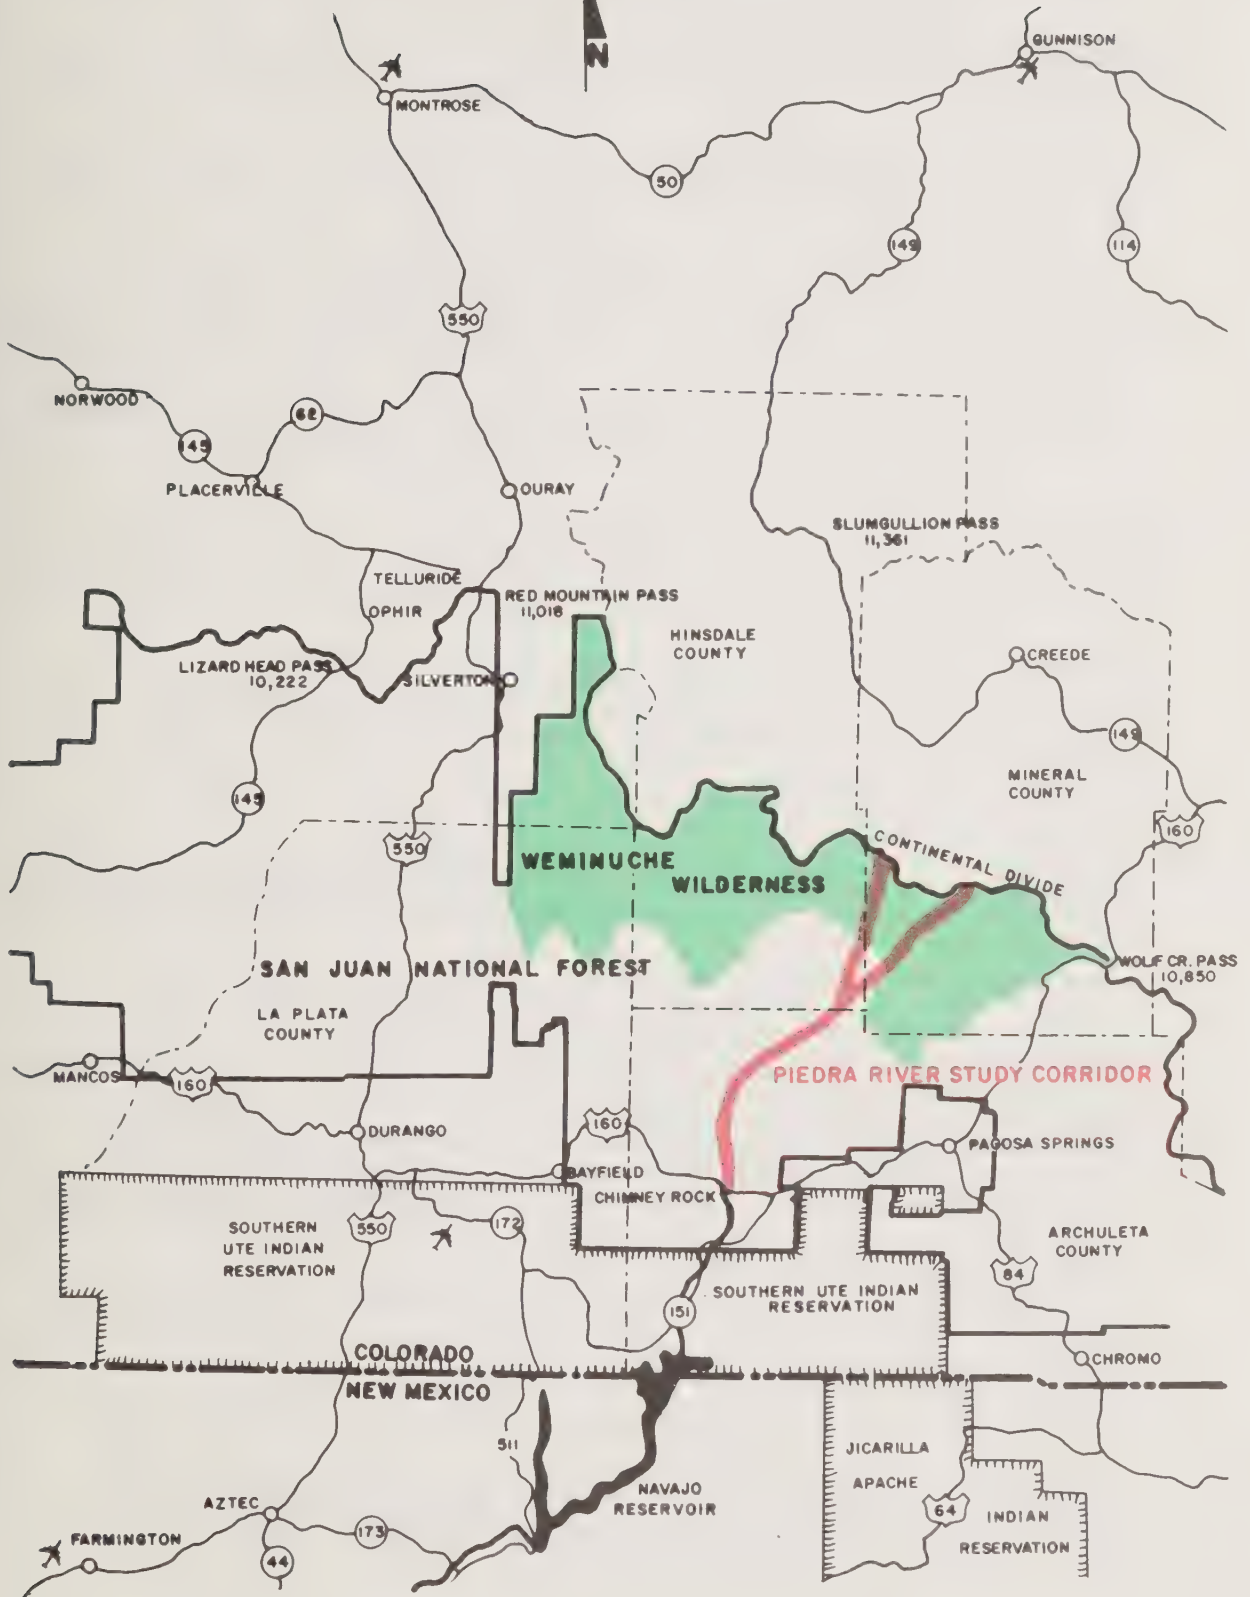 N
GUNNISON
MONTROSE
50
149
114
550
NORWOOD
62
145
PLACERVILLE
OURAY
SLUMGULLION PASS
11,361
TELLURIDE
RED MOUNTAIN PASS
11,018
OPHIR
HINSDALE
COUNTY
CREEDE
LIZARD HEAD PASS
10,222
SILVERTON
149
MINERAL
COUNTY
145
160
550
CONTINENTAL DIVIDE
WEMINUCHE
WILDERNESS
SAN JUAN NATIONAL FOREST
WOLF CR. PASS
10,850
LA PLATA
COUNTY
MANCOS
160
PIEDRA RIVER STUDY CORRIDOR
160
DURANGO
PAGOSA SPRINGS
BAYFIELD
CHIMNEY ROCK
SOUTHERN
UTE INDIAN
RESERVATION
550
172
ARCHULETA
COUNTY
84
SOUTHERN UTE INDIAN
RESERVATION
151
COLORADO
NEW MEXICO
CHROMO
511
JICARILLA
APACHE
NAVAJO
RESERVOIR
AZTEC
64
INDIAN
RESERVATION
FARMINGTON
173
44